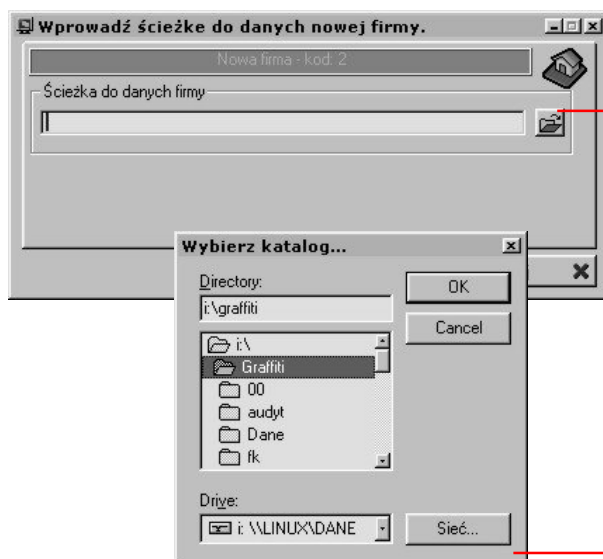 Wprowadź ścieżke do danych nowej firmy.
Nowa firma - kod: 2
Ścieżka do danych firmy
Wybierz katalog...
Directory:
i:\graffiti
OK
Cancel
i:\
Graffiti
00
audyt
Dane
fk
Drive:
i: \\LINUX\DANE
Sieć...